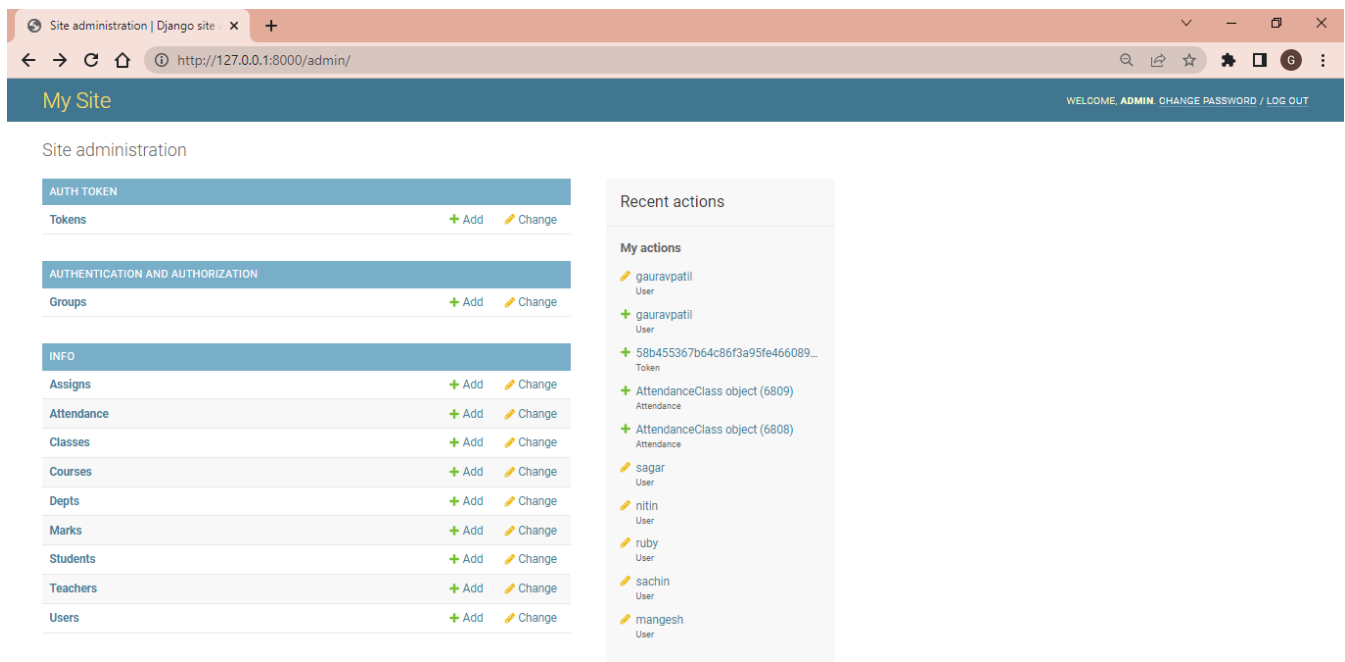 Site administration | Django site
http://127.0.0.1:8000/admin/
G
My Site
WELCOME, ADMIN. CHANGE PASSWORD / LOG OUT
Site administration
AUTH TOKEN
Tokens Add Change
AUTHENTICATION AND AUTHORIZATION
Groups Add Change
INFO
Assigns Add Change
Attendance Add Change
Classes Add Change
Courses Add Change
Depts Add Change
Marks Add Change
Students Add Change
Teachers Add Change
Users Add Change
Recent actions
My actions
gauravpatil
User
gauravpatil
User
58b455367b64c86f3a95fe466089...
Token
AttendanceClass object (6809)
Attendance
AttendanceClass object (6808)
Attendance
sagar
User
nitin
User
ruby
User
sachin
User
mangesh
User